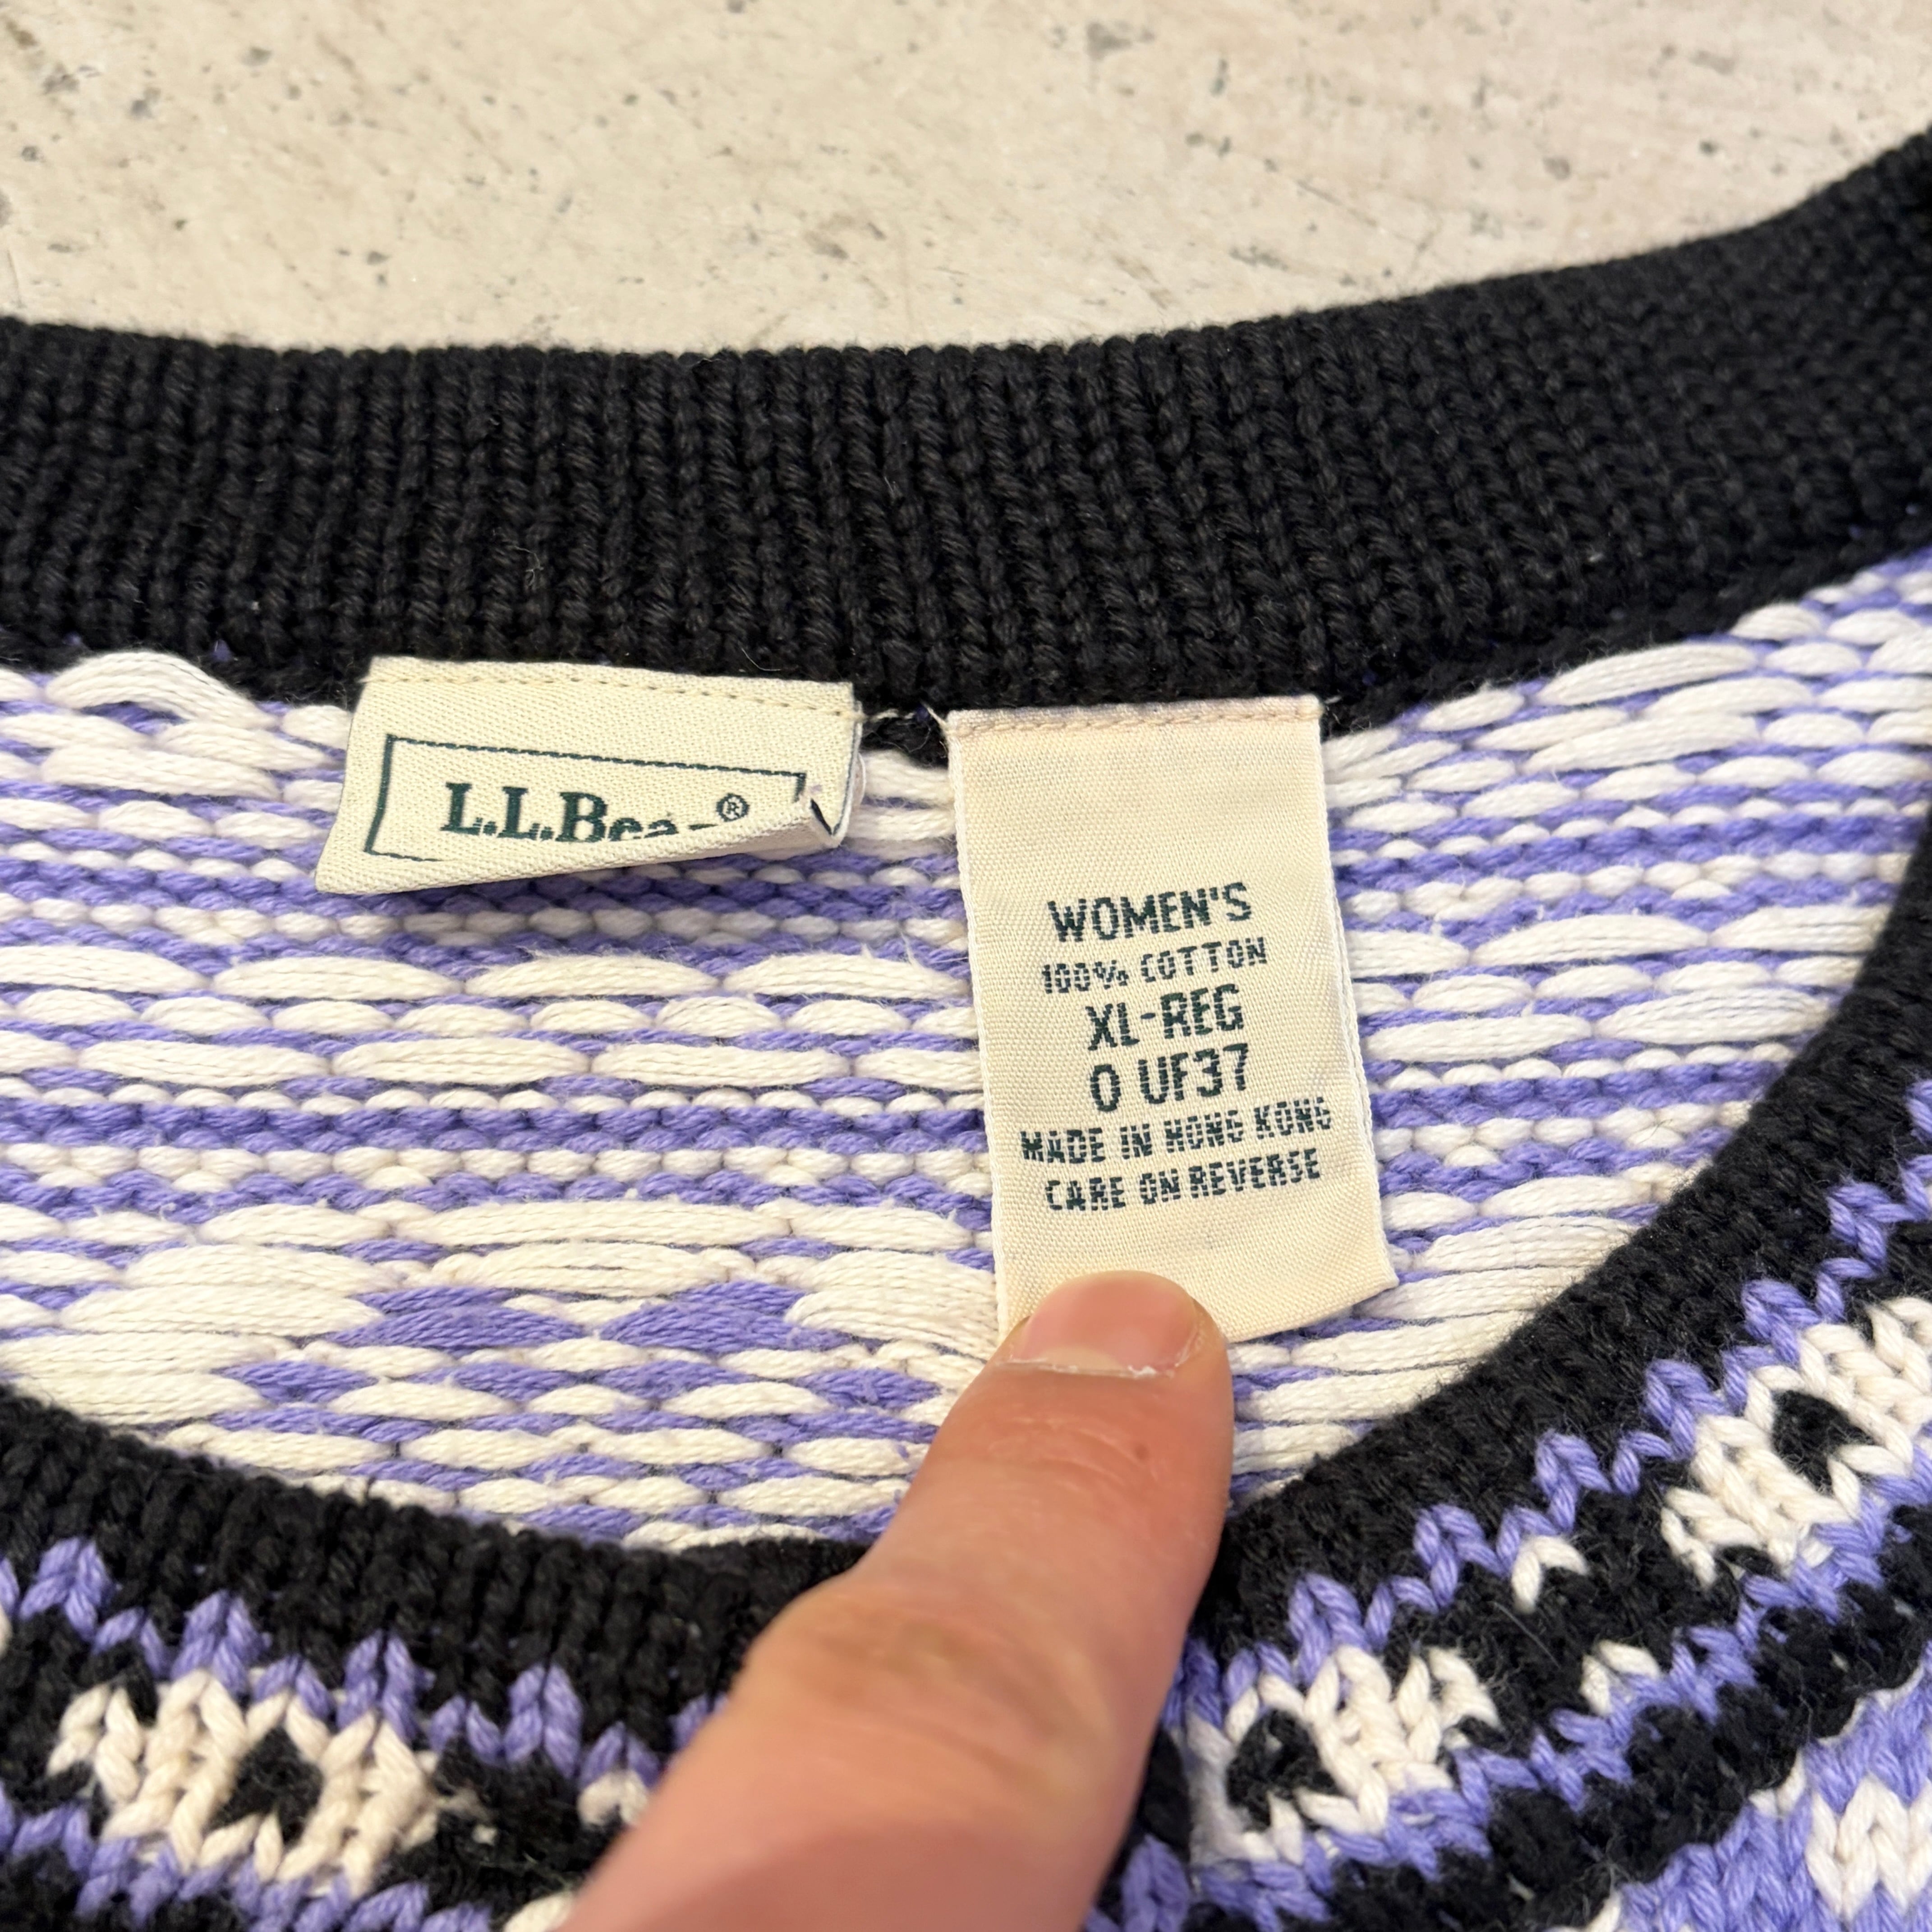 L.L.Bea ®
WOMEN'S
100% COTTON
XL-REG
0 UF37
MADE IN HONG KONG
CARE ON REVERSE